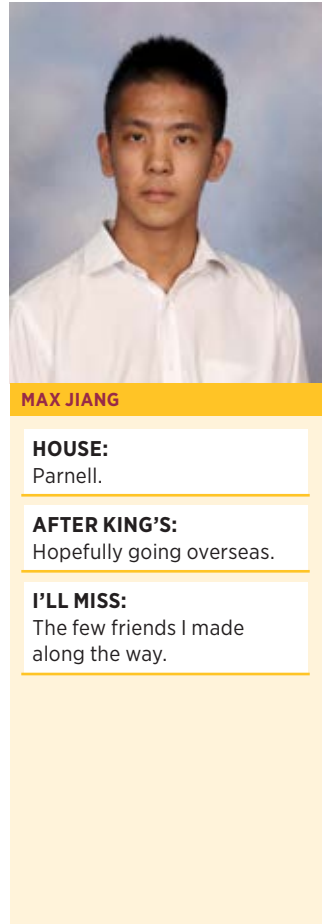 MAX JIANG
HOUSE:
Parnell.
AFTER KING’S:
Hopefully going overseas.
I’LL MISS:
The few friends I made
along the way.